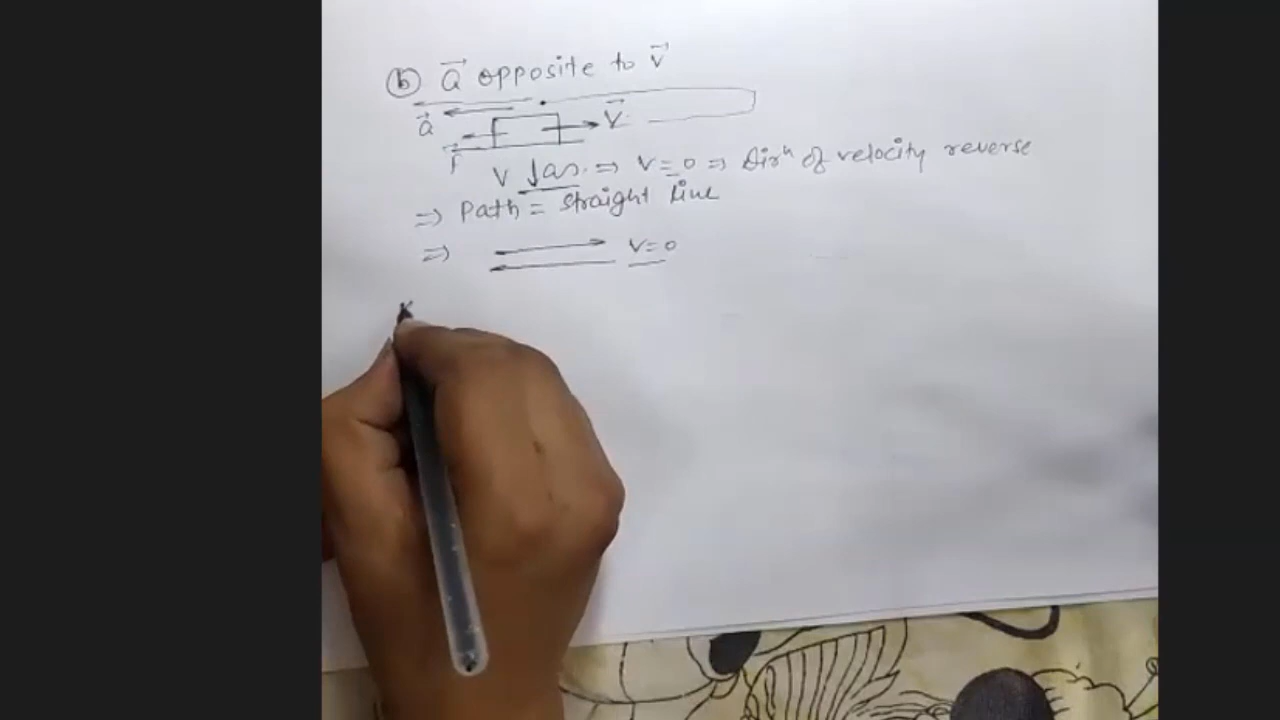 ⓑ a⃗ opposite to v⃗
a⃗ V⃗
F⃗
V ↓ as. ⇒ V=0 ⇒ Dirⁿ of velocity reverse
⇒ Path = straight line
⇒ V=0